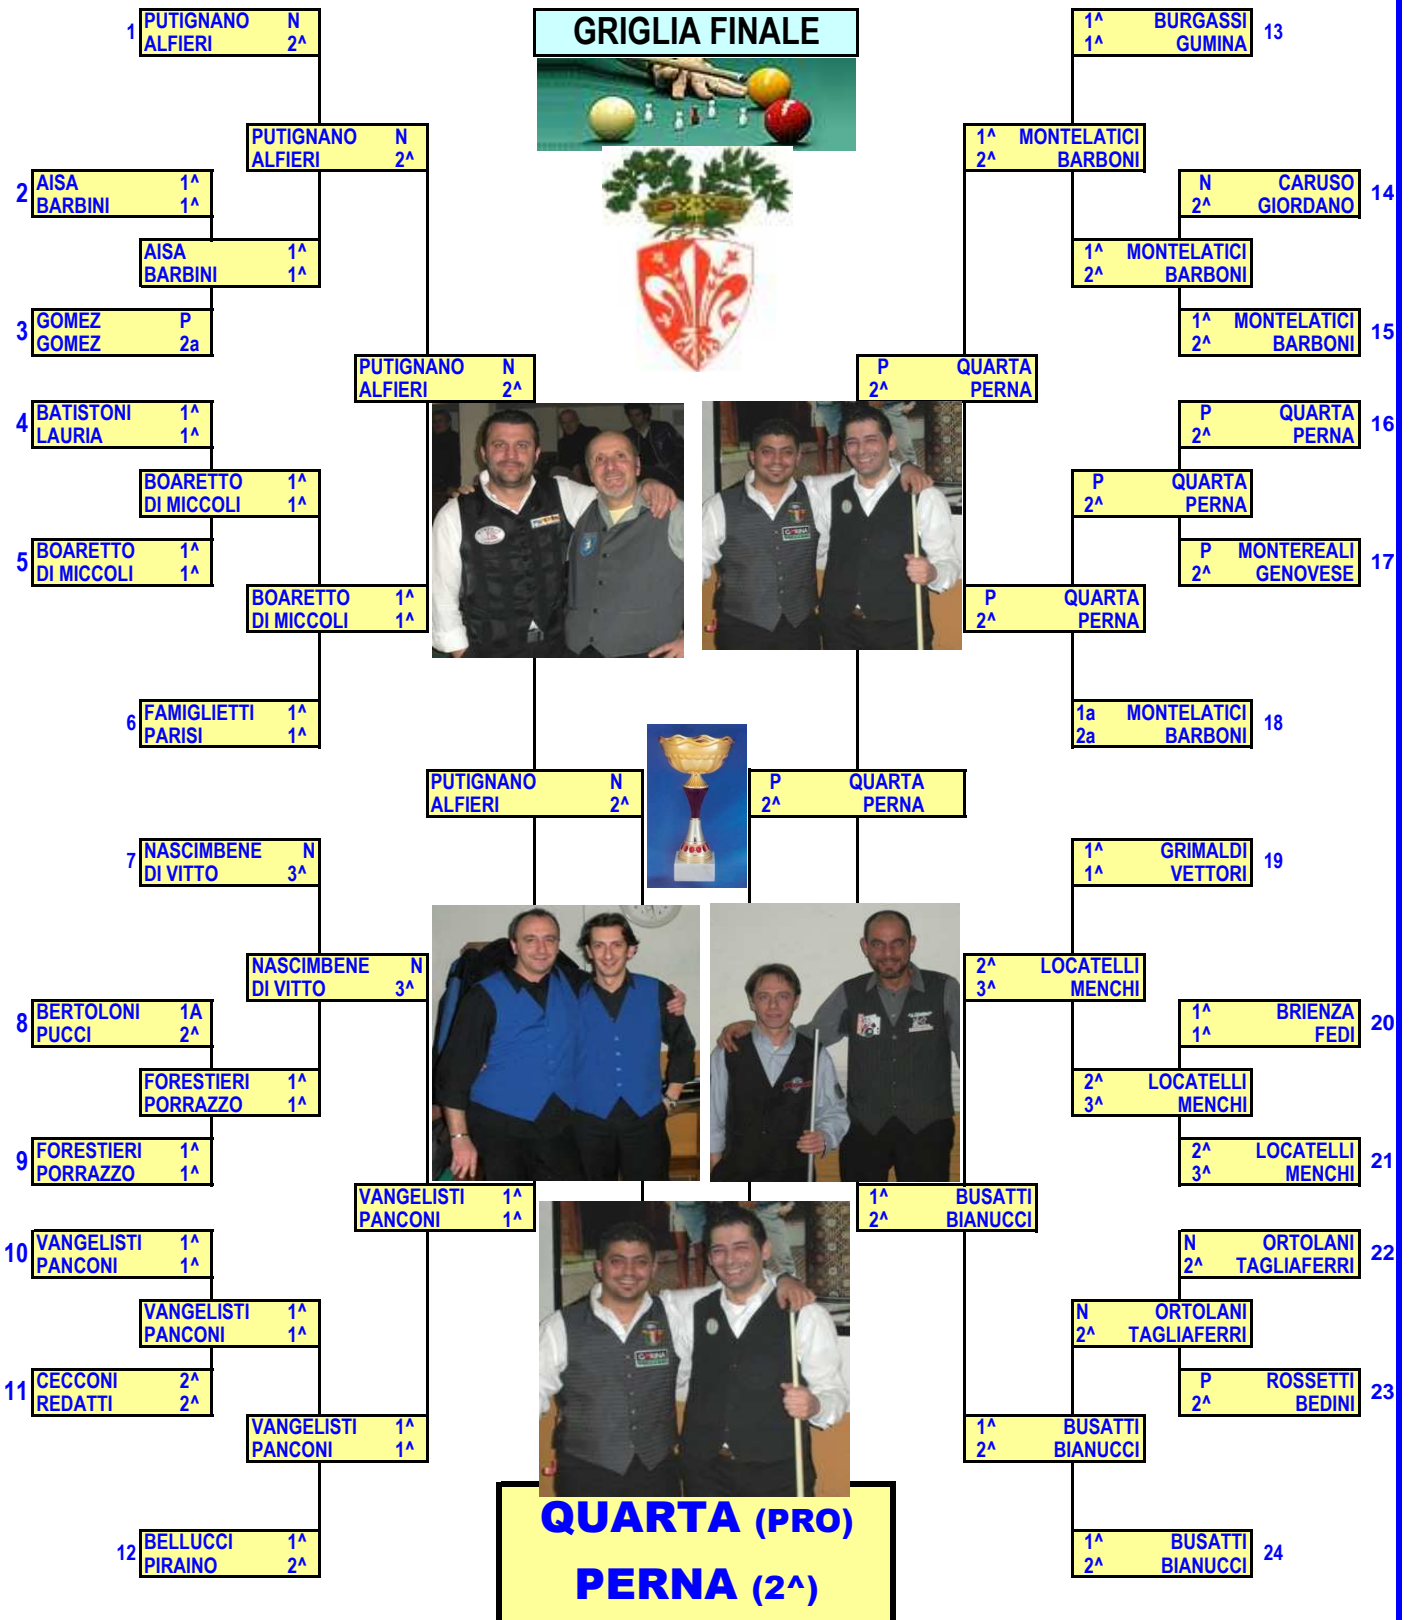 GRIGLIA FINALE
1
PUTIGNANO N
ALFIERI 2^
PUTIGNANO N
ALFIERI 2^
2
AISA 1^
BARBINI 1^
AISA 1^
BARBINI 1^
3
GOMEZ P
GOMEZ 2a
PUTIGNANO N
ALFIERI 2^
4
BATISTONI 1^
LAURIA 1^
BOARETTO 1^
DI MICCOLI 1^
5
BOARETTO 1^
DI MICCOLI 1^
BOARETTO 1^
DI MICCOLI 1^
6
FAMIGLIETTI 1^
PARISI 1^
PUTIGNANO N
ALFIERI 2^
7
NASCIMBENE N
DI VITTO 3^
NASCIMBENE N
DI VITTO 3^
8
BERTOLONI 1A
PUCCI 2^
FORESTIERI 1^
PORRAZZO 1^
9
FORESTIERI 1^
PORRAZZO 1^
VANGELISTI 1^
PANCONI 1^
10
VANGELISTI 1^
PANCONI 1^
VANGELISTI 1^
PANCONI 1^
11
CECCONI 2^
REDATTI 2^
VANGELISTI 1^
PANCONI 1^
12
BELLUCCI 1^
PIRAINO 2^
1^ BURGASSI
1^ GUMINA
13
1^ MONTELATICI
2^ BARBONI
N CARUSO
2^ GIORDANO
14
1^ MONTELATICI
2^ BARBONI
1^ MONTELATICI
2^ BARBONI
15
P QUARTA
2^ PERNA
P QUARTA
2^ PERNA
16
P QUARTA
2^ PERNA
P MONTEREALI
2^ GENOVESE
17
P QUARTA
2^ PERNA
1a MONTELATICI
2a BARBONI
18
P QUARTA
2^ PERNA
1^ GRIMALDI
1^ VETTORI
19
2^ LOCATELLI
3^ MENCHI
1^ BRIENZA
1^ FEDI
20
2^ LOCATELLI
3^ MENCHI
2^ LOCATELLI
3^ MENCHI
21
1^ BUSATTI
2^ BIANUCCI
N ORTOLANI
2^ TAGLIAFERRI
22
N ORTOLANI
2^ TAGLIAFERRI
P ROSSETTI
2^ BEDINI
23
1^ BUSATTI
2^ BIANUCCI
1^ BUSATTI
2^ BIANUCCI
24
QUARTA (PRO)
PERNA (2^)